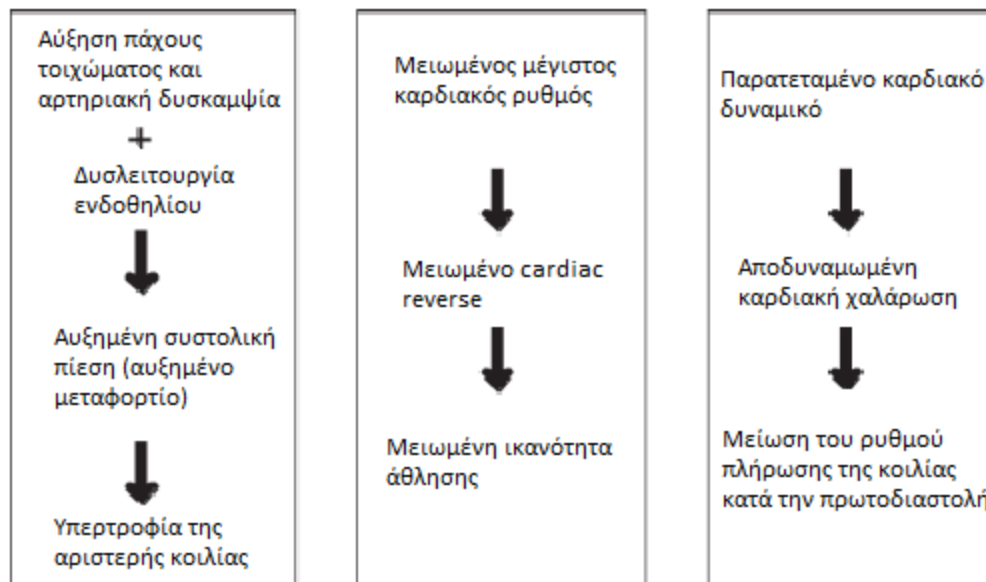 Αύξηση πάχους
τοιχώματος και
αρτηριακή δυσκαμψία
+
Δυσλειτουργία
ενδοθηλίου
Αυξημένη συστολική
πίεση (αυξημένο
μεταφορτίο)
Υπερτροφία της
αριστερής κοιλίας
Μειωμένος μέγιστος
καρδιακός ρυθμός
Μειωμένο cardiac
reverse
Μειωμένη ικανότητα
άθλησης
Παρατεταμένο καρδιακό
δυναμικό
Αποδυναμωμένη
καρδιακή χαλάρωση
Μείωση του ρυθμού
πλήρωσης της κοιλίας
κατά την πρωτοδιαστολή